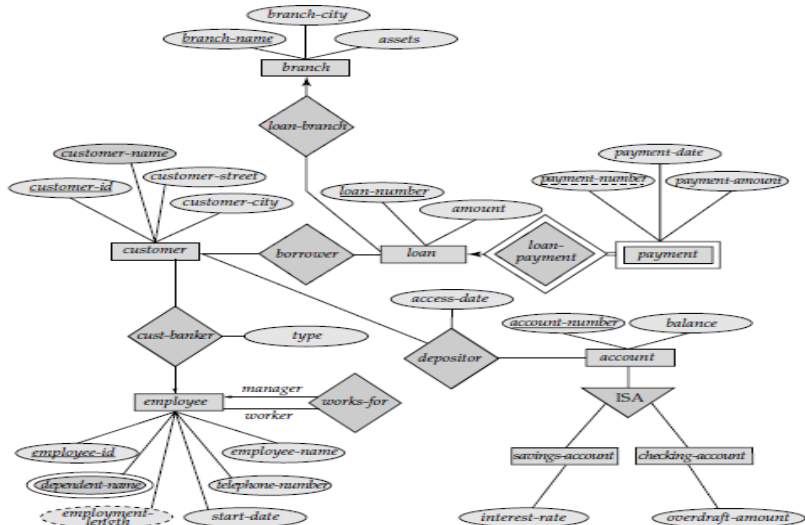 branch-city
branch-name
assets
branch
loan-branch
customer-name
payment-date
customer-street
loan-number
payment-number
payment-amount
customer-id
customer-city
amount
customer
borrower
loan
loan-
payment
payment
access-date
cust-banker
type
account-number
balance
depositor
account
manager
employee
works-for
worker
ISA
employee-id
employee-name
savings-account
checking-account
dependent-name
telephone-number
employment-
length
start-date
interest-rate
overdraft-amount